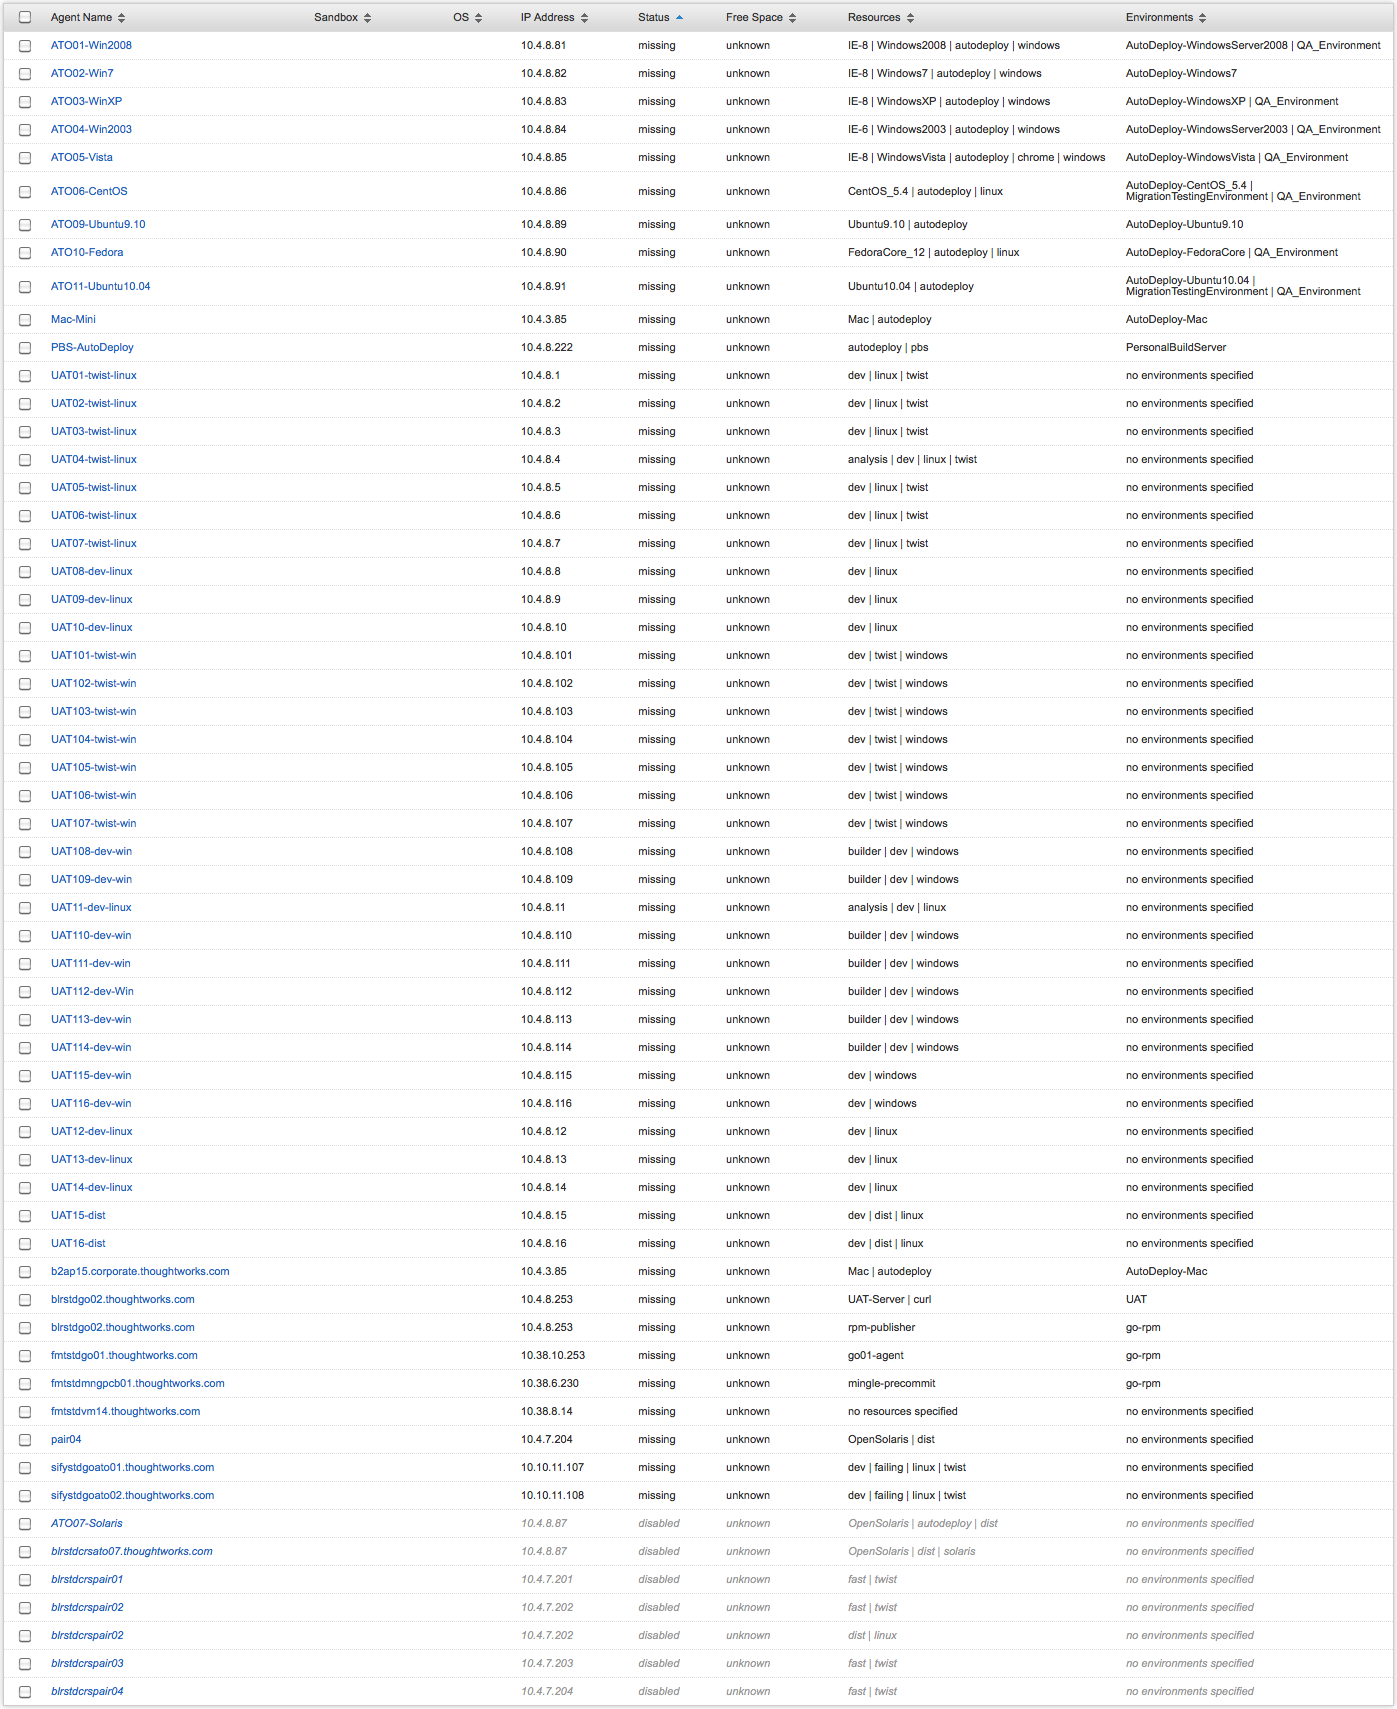 Agent Name Sandbox OS IP Address Status Free Space Resources Environments
ATO01-Win2008 10.4.8.81 missing unknown IE-8 | Windows2008 | autodeploy | windows AutoDeploy-WindowsServer2008 | QA_Environment
ATO02-Win7 10.4.8.82 missing unknown IE-8 | Windows7 | autodeploy | windows AutoDeploy-Windows7
ATO03-WinXP 10.4.8.83 missing unknown IE-8 | WindowsXP | autodeploy | windows AutoDeploy-WindowsXP | QA_Environment
ATO04-Win2003 10.4.8.84 missing unknown IE-6 | Windows2003 | autodeploy | windows AutoDeploy-WindowsServer2003 | QA_Environment
ATO05-Vista 10.4.8.85 missing unknown IE-8 | WindowsVista | autodeploy | chrome | windows AutoDeploy-WindowsVista | QA_Environment
ATO06-CentOS 10.4.8.86 missing unknown CentOS_5.4 | autodeploy | linux AutoDeploy-CentOS_5.4 |
MigrationTestingEnvironment | QA_Environment
ATO09-Ubuntu9.10 10.4.8.89 missing unknown Ubuntu9.10 | autodeploy AutoDeploy-Ubuntu9.10
ATO10-Fedora 10.4.8.90 missing unknown FedoraCore_12 | autodeploy | linux AutoDeploy-FedoraCore | QA_Environment
ATO11-Ubuntu10.04 10.4.8.91 missing unknown Ubuntu10.04 | autodeploy AutoDeploy-Ubuntu10.04 |
MigrationTestingEnvironment | QA_Environment
Mac-Mini 10.4.3.85 missing unknown Mac | autodeploy AutoDeploy-Mac
PBS-AutoDeploy 10.4.8.222 missing unknown autodeploy | pbs PersonalBuildServer
UAT01-twist-linux 10.4.8.1 missing unknown dev | linux | twist no environments specified
UAT02-twist-linux 10.4.8.2 missing unknown dev | linux | twist no environments specified
UAT03-twist-linux 10.4.8.3 missing unknown dev | linux | twist no environments specified
UAT04-twist-linux 10.4.8.4 missing unknown analysis | dev | linux | twist no environments specified
UAT05-twist-linux 10.4.8.5 missing unknown dev | linux | twist no environments specified
UAT06-twist-linux 10.4.8.6 missing unknown dev | linux | twist no environments specified
UAT07-twist-linux 10.4.8.7 missing unknown dev | linux | twist no environments specified
UAT08-dev-linux 10.4.8.8 missing unknown dev | linux no environments specified
UAT09-dev-linux 10.4.8.9 missing unknown dev | linux no environments specified
UAT10-dev-linux 10.4.8.10 missing unknown dev | linux no environments specified
UAT101-twist-win 10.4.8.101 missing unknown dev | twist | windows no environments specified
UAT102-twist-win 10.4.8.102 missing unknown dev | twist | windows no environments specified
UAT103-twist-win 10.4.8.103 missing unknown dev | twist | windows no environments specified
UAT104-twist-win 10.4.8.104 missing unknown dev | twist | windows no environments specified
UAT105-twist-win 10.4.8.105 missing unknown dev | twist | windows no environments specified
UAT106-twist-win 10.4.8.106 missing unknown dev | twist | windows no environments specified
UAT107-twist-win 10.4.8.107 missing unknown dev | twist | windows no environments specified
UAT108-dev-win 10.4.8.108 missing unknown builder | dev | windows no environments specified
UAT109-dev-win 10.4.8.109 missing unknown builder | dev | windows no environments specified
UAT11-dev-linux 10.4.8.11 missing unknown analysis | dev | linux no environments specified
UAT110-dev-win 10.4.8.110 missing unknown builder | dev | windows no environments specified
UAT111-dev-win 10.4.8.111 missing unknown builder | dev | windows no environments specified
UAT112-dev-Win 10.4.8.112 missing unknown builder | dev | windows no environments specified
UAT113-dev-win 10.4.8.113 missing unknown builder | dev | windows no environments specified
UAT114-dev-win 10.4.8.114 missing unknown builder | dev | windows no environments specified
UAT115-dev-win 10.4.8.115 missing unknown dev | windows no environments specified
UAT116-dev-win 10.4.8.116 missing unknown dev | windows no environments specified
UAT12-dev-linux 10.4.8.12 missing unknown dev | linux no environments specified
UAT13-dev-linux 10.4.8.13 missing unknown dev | linux no environments specified
UAT14-dev-linux 10.4.8.14 missing unknown dev | linux no environments specified
UAT15-dist 10.4.8.15 missing unknown dev | dist | linux no environments specified
UAT16-dist 10.4.8.16 missing unknown dev | dist | linux no environments specified
b2ap15.corporate.thoughtworks.com 10.4.3.85 missing unknown Mac | autodeploy AutoDeploy-Mac
blrstdgo02.thoughtworks.com 10.4.8.253 missing unknown UAT-Server | curl UAT
blrstdgo02.thoughtworks.com 10.4.8.253 missing unknown rpm-publisher go-rpm
fmtstdgo01.thoughtworks.com 10.38.10.253 missing unknown go01-agent go-rpm
fmtstdmngpcb01.thoughtworks.com 10.38.6.230 missing unknown mingle-precommit go-rpm
fmtstdvm14.thoughtworks.com 10.38.8.14 missing unknown no resources specified no environments specified
pair04 10.4.7.204 missing unknown OpenSolaris | dist no environments specified
sifystdgoato01.thoughtworks.com 10.10.11.107 missing unknown dev | failing | linux | twist no environments specified
sifystdgoato02.thoughtworks.com 10.10.11.108 missing unknown dev | failing | linux | twist no environments specified
ATO07-Solaris 10.4.8.87 disabled unknown OpenSolaris | autodeploy | dist no environments specified
blrstdcrsato07.thoughtworks.com 10.4.8.87 disabled unknown OpenSolaris | dist | solaris no environments specified
blrstdcrspair01 10.4.7.201 disabled unknown fast | twist no environments specified
blrstdcrspair02 10.4.7.202 disabled unknown fast | twist no environments specified
blrstdcrspair02 10.4.7.202 disabled unknown dist | linux no environments specified
blrstdcrspair03 10.4.7.203 disabled unknown fast | twist no environments specified
blrstdcrspair04 10.4.7.204 disabled unknown fast | twist no environments specified